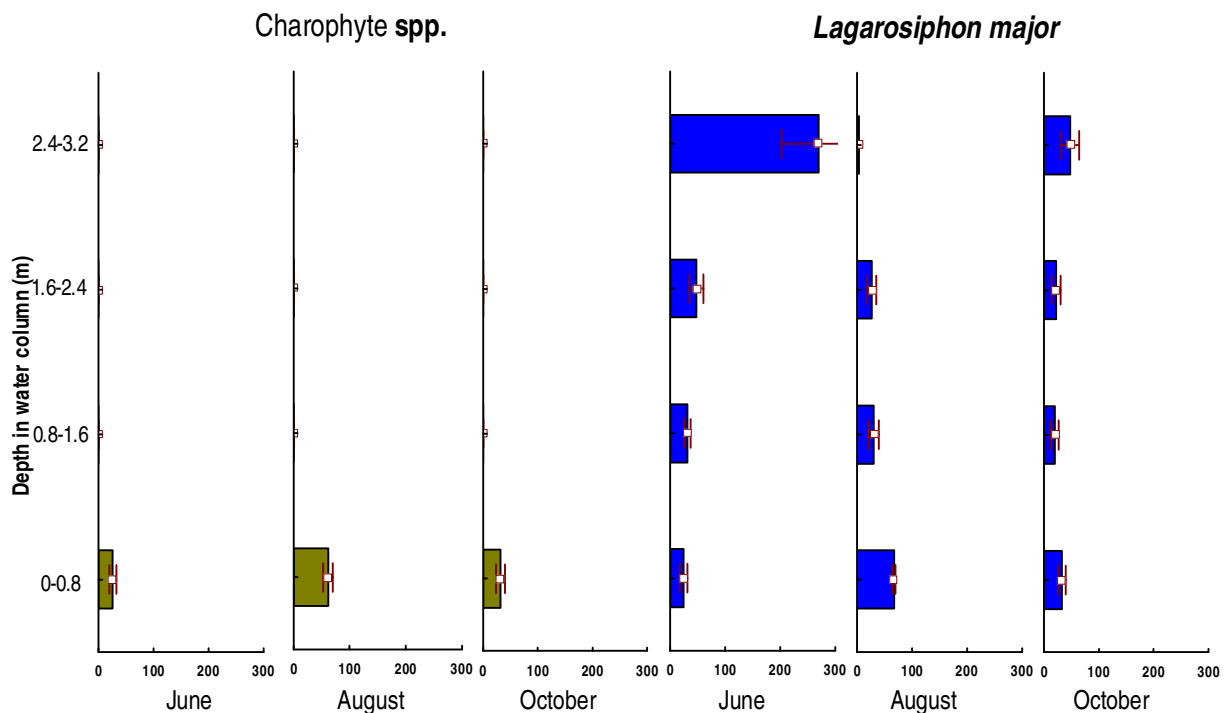 Charophyte spp. Lagarosiphon major
Depth in water column (m)
2.4-3.2
1.6-2.4
0.8-1.6
0-0.8
0 100 200 300 0 100 200 300 0 100 200 300 0 100 200 300 0 100 200 300 0 100 200 300
June August October June August October